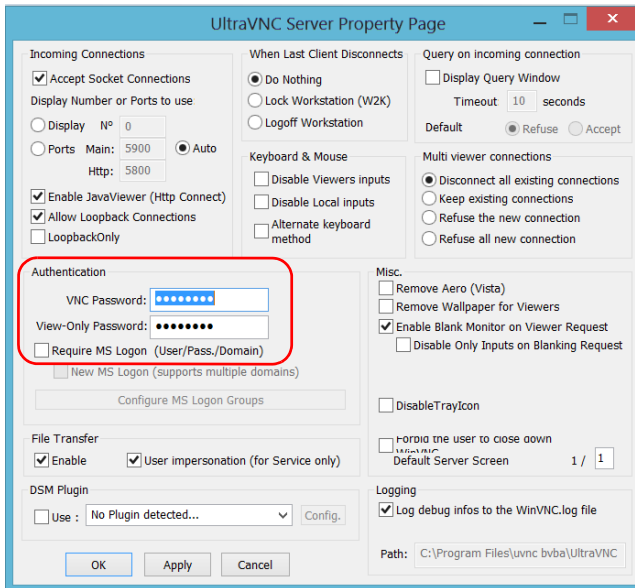 UltraVNC Server Property Page
Incoming Connections
Accept Socket Connections
Display Number or Ports to use
Display N° 0
Ports Main: 5900 Auto
Http: 5800
Enable JavaViewer (Http Connect)
Allow Loopback Connections
LoopbackOnly
When Last Client Disconnects
Do Nothing
Lock Workstation (W2K)
Logoff Workstation
Keyboard & Mouse
Disable Viewers inputs
Disable Local inputs
Alternate keyboard
method
Query on incoming connection
Display Query Window
Timeout 10 seconds
Default Refuse Accept
Multi viewer connections
Disconnect all existing connections
Keep existing connections
Refuse the new connection
Refuse all new connection
Authentication
VNC Password: ••••••••
View-Only Password: ••••••••
Require MS Logon (User/Pass./Domain)
New MS Logon (supports multiple domains)
Configure MS Logon Groups
Misc.
Remove Aero (Vista)
Remove Wallpaper for Viewers
Enable Blank Monitor on Viewer Request
Disable Only Inputs on Blanking Request
DisableTrayIcon
Forbid the user to close down
WinVNC
Default Server Screen 1 / 1
File Transfer
Enable User impersonation (for Service only)
DSM Plugin
Use : No Plugin detected... Config.
Logging
Log debug infos to the WinVNC.log file
Path: C:\Program Files\uvnc bvba\UltraVNC
OK Apply Cancel